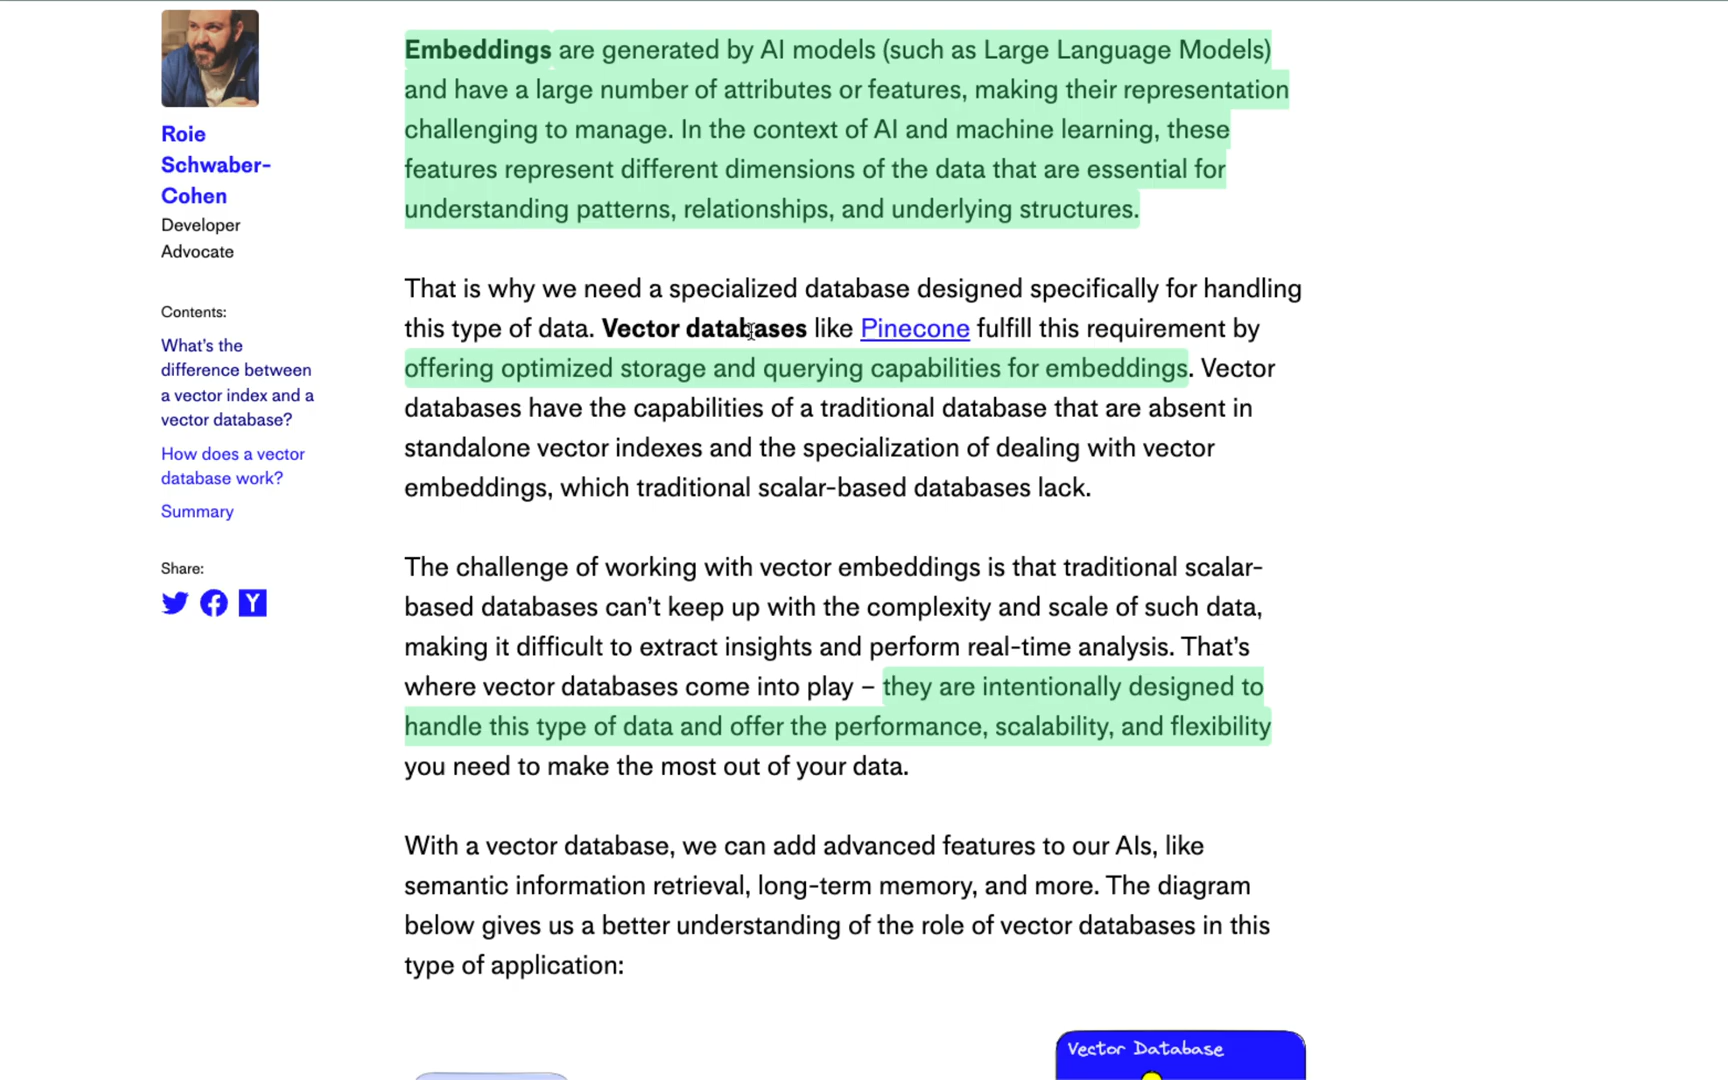 Roie
Schwaber-
Cohen
Developer
Advocate
Contents:
What's the
difference between
a vector index and a
vector database?
How does a vector
database work?
Summary
Share:
Embeddings are generated by AI models (such as Large Language Models)
and have a large number of attributes or features, making their representation
challenging to manage. In the context of AI and machine learning, these
features represent different dimensions of the data that are essential for
understanding patterns, relationships, and underlying structures.
That is why we need a specialized database designed specifically for handling
this type of data. Vector databases like Pinecone fulfill this requirement by
offering optimized storage and querying capabilities for embeddings. Vector
databases have the capabilities of a traditional database that are absent in
standalone vector indexes and the specialization of dealing with vector
embeddings, which traditional scalar-based databases lack.
The challenge of working with vector embeddings is that traditional scalar-
based databases can't keep up with the complexity and scale of such data,
making it difficult to extract insights and perform real-time analysis. That's
where vector databases come into play – they are intentionally designed to
handle this type of data and offer the performance, scalability, and flexibility
you need to make the most out of your data.
With a vector database, we can add advanced features to our AIs, like
semantic information retrieval, long-term memory, and more. The diagram
below gives us a better understanding of the role of vector databases in this
type of application:
Vector Database